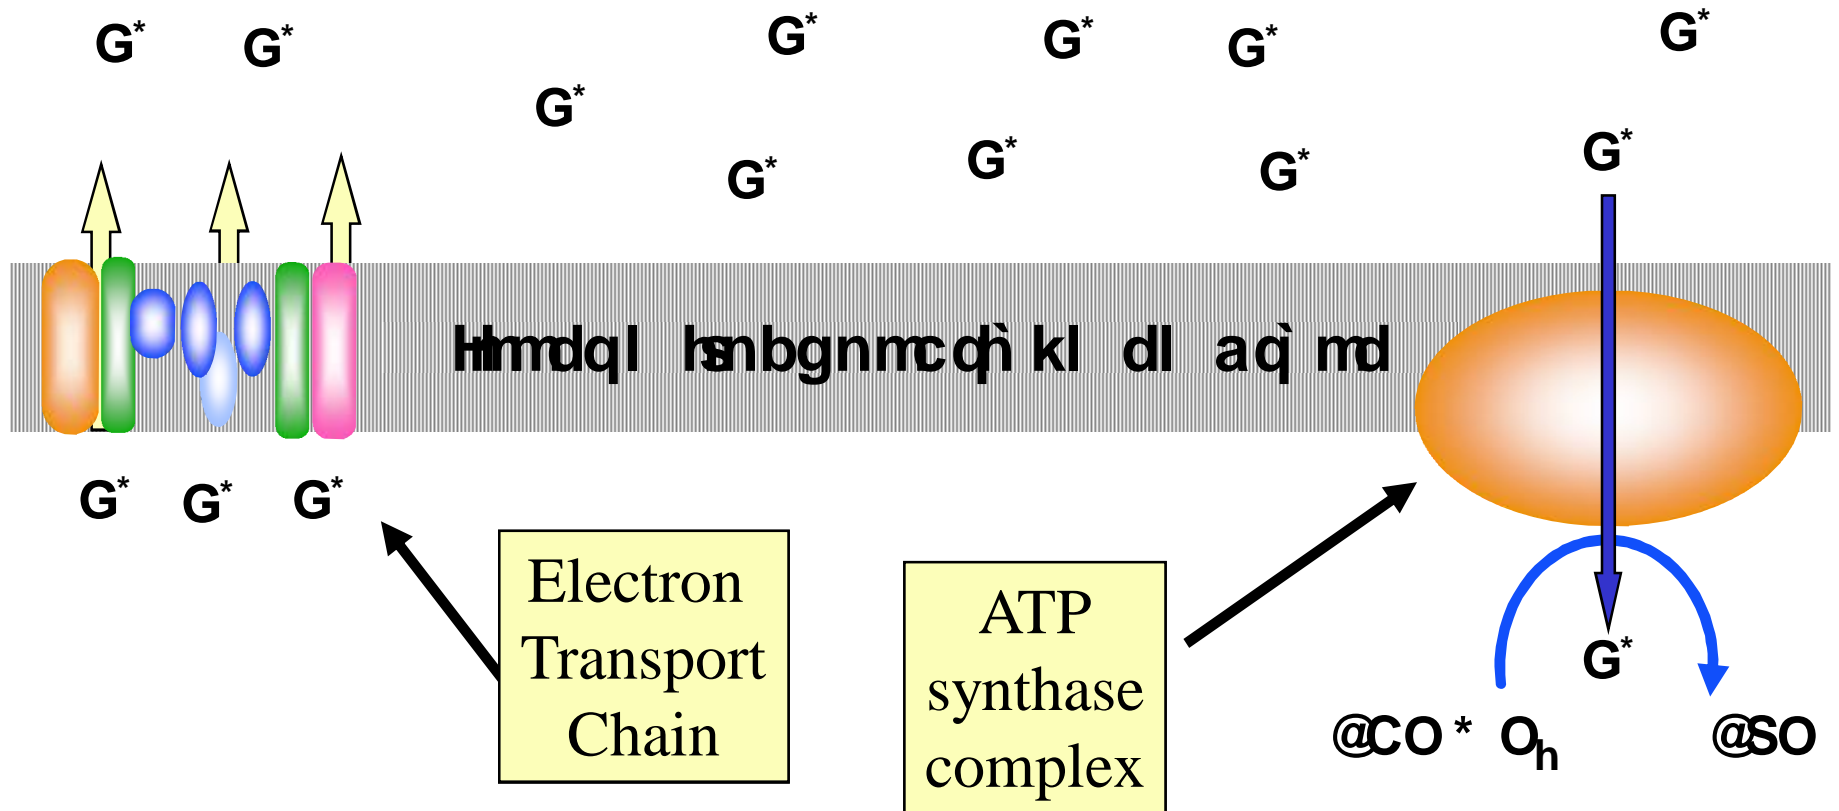 G* G* G* G* G* G*
G*
G* G* G* G*
G* G* G*
Electron
Transport
Chain
ATP
synthase
complex
G*
@CO * Oh @SO